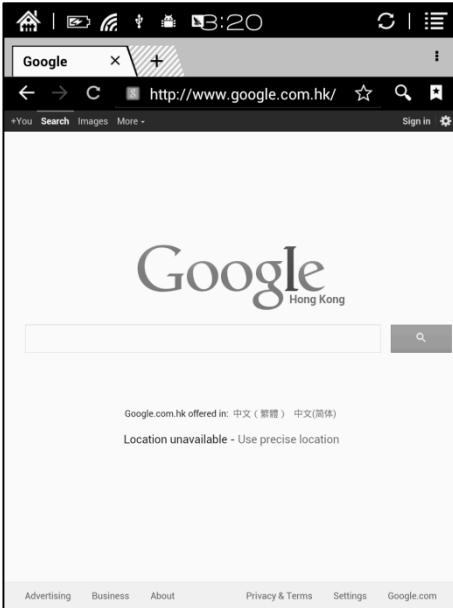 3:20
Google
http://www.google.com.hk/
+You Search Images More Sign in
Google
Hong Kong
Google.com.hk offered in: 中文（繁體） 中文(简体)
Location unavailable - Use precise location
Advertising Business About Privacy & Terms Settings Google.com